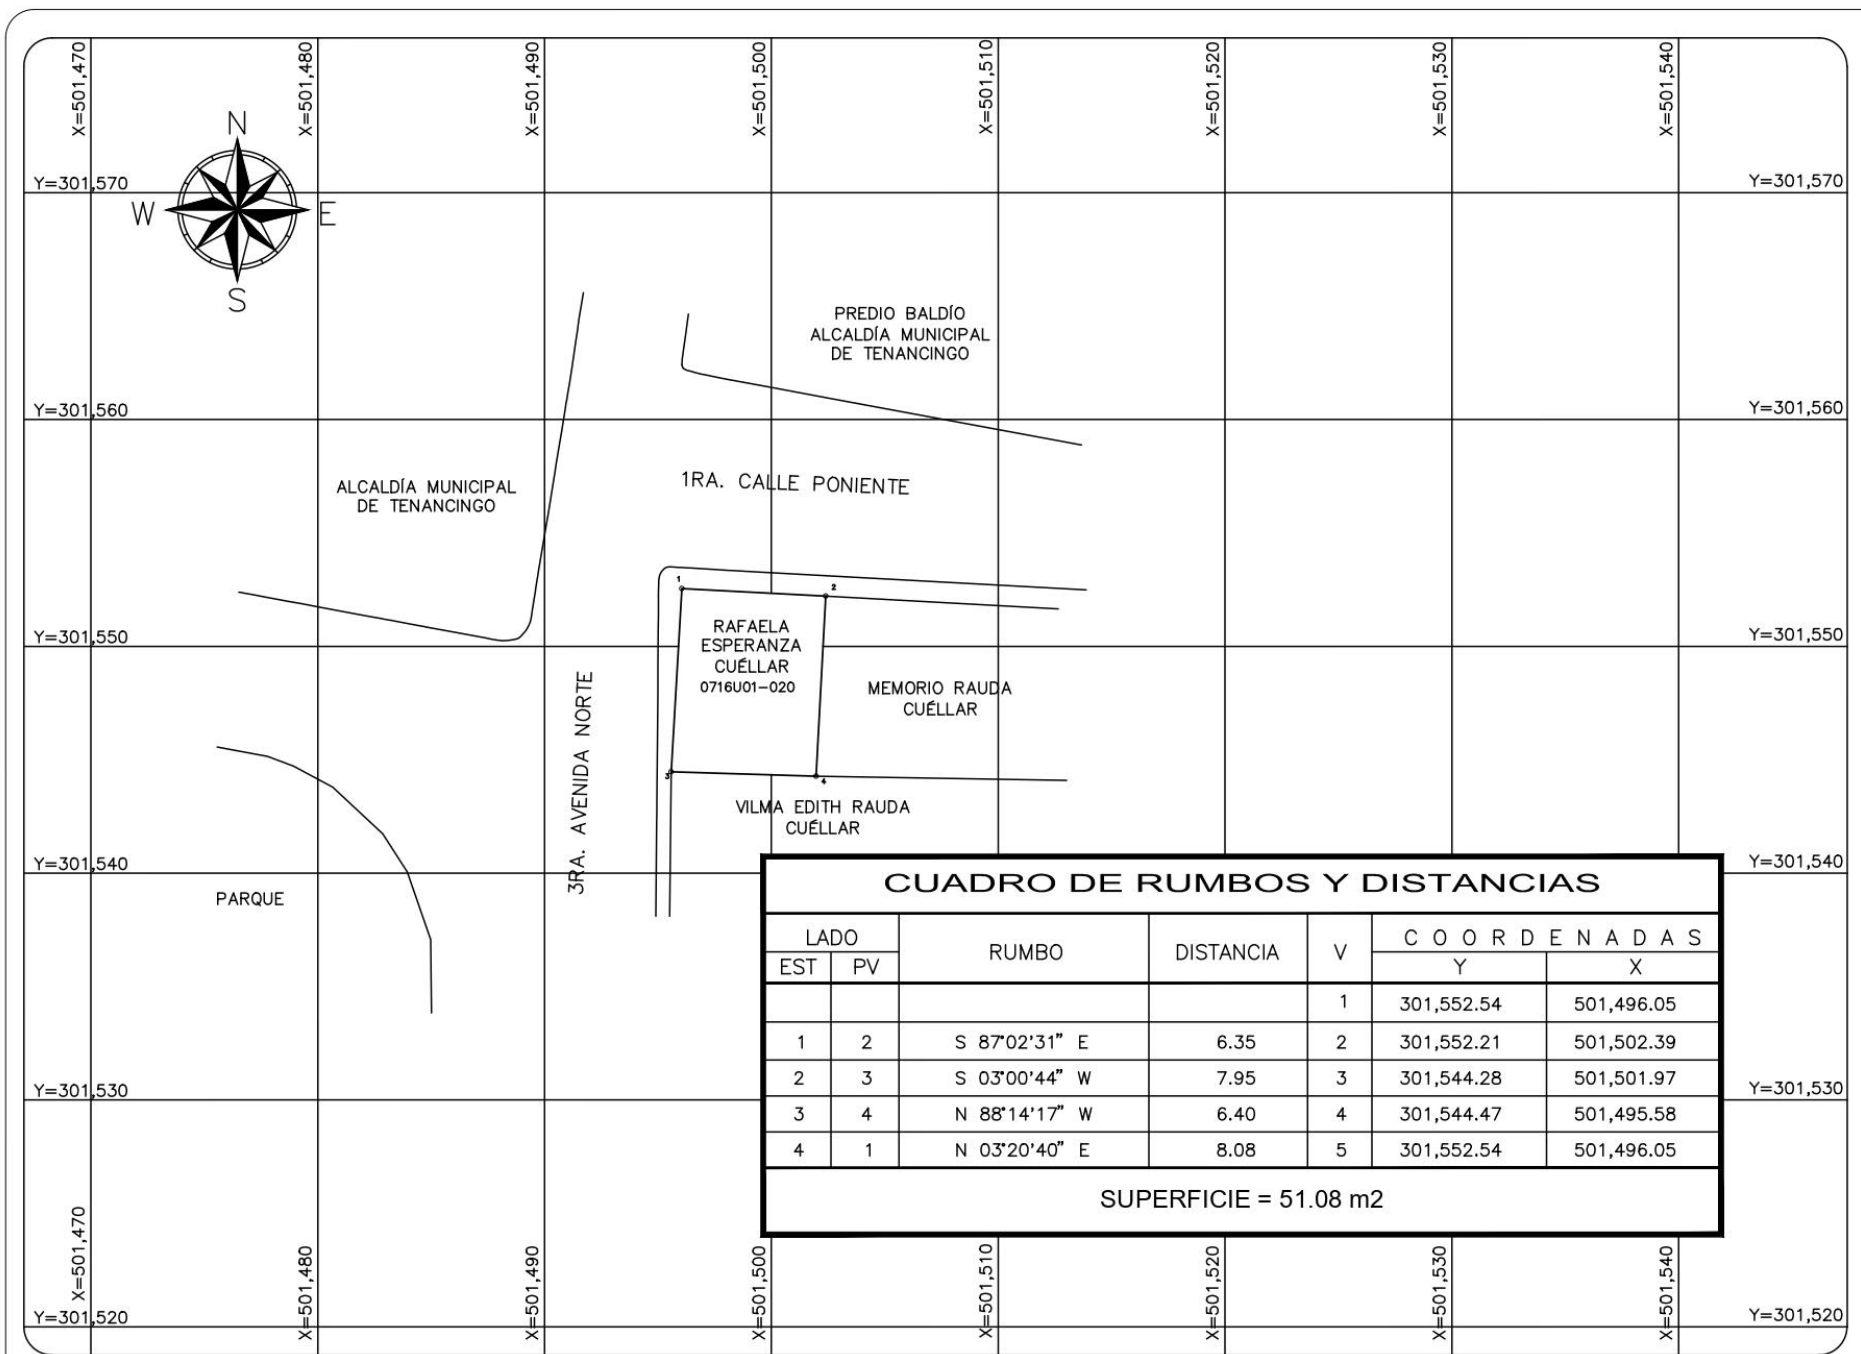 X=501,470
X=501,480
X=501,490
X=501,500
X=501,510
X=501,520
X=501,530
X=501,540
N
W
E
S
Y=301,570
Y=301,570
PREDIO BALDÍO
ALCALDÍA MUNICIPAL
DE TENANCINGO
Y=301,560
Y=301,560
ALCALDÍA MUNICIPAL
DE TENANCINGO
1RA. CALLE PONIENTE
1
2
Y=301,550
Y=301,550
RAFAELA
ESPERANZA
CUÉLLAR
0716U01-020
MEMORIO RAUDA
CUÉLLAR
3RA. AVENIDA NORTE
3
4
VILMA EDITH RAUDA
CUÉLLAR
Y=301,540
Y=301,540
PARQUE
CUADRO DE RUMBOS Y DISTANCIAS
LADO RUMBO DISTANCIA V COORDENADAS
EST PV Y X
1 301,552.54 501,496.05
1 2 S 87°02'31" E 6.35 2 301,552.21 501,502.39
2 3 S 03°00'44" W 7.95 3 301,544.28 501,501.97
3 4 N 88°14'17" W 6.40 4 301,544.47 501,495.58
4 1 N 03°20'40" E 8.08 5 301,552.54 501,496.05
SUPERFICIE = 51.08 m2
Y=301,530
Y=301,530
X=501,470
X=501,480
X=501,490
X=501,500
X=501,510
X=501,520
X=501,530
X=501,540
Y=301,520
Y=301,520